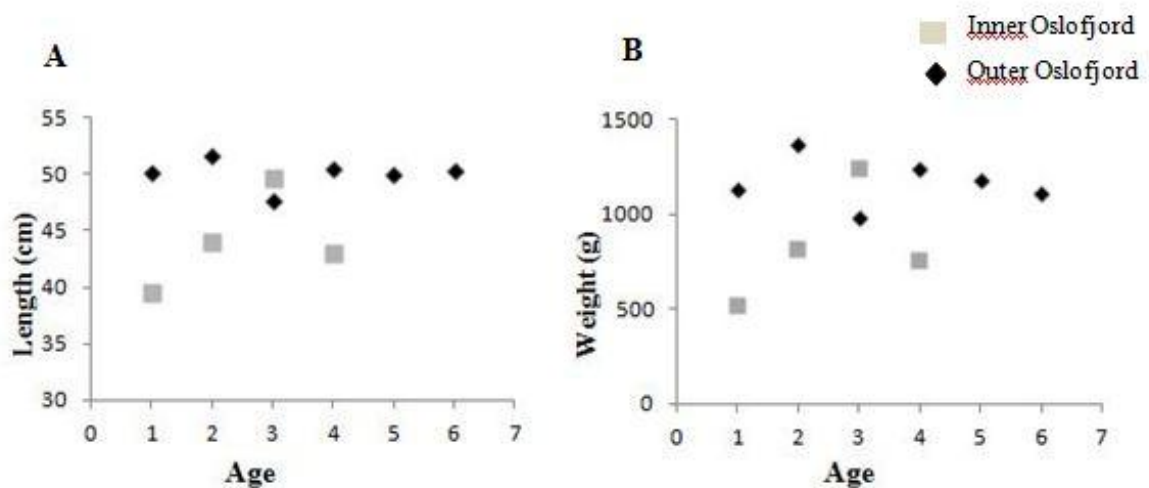 A
B
Inner Oslofjord
Outer Oslofjord
Length (cm)
55
50
45
40
35
30
0 1 2 3 4 5 6 7
Age
Weight (g)
1500
1000
500
0
0 1 2 3 4 5 6 7
Age